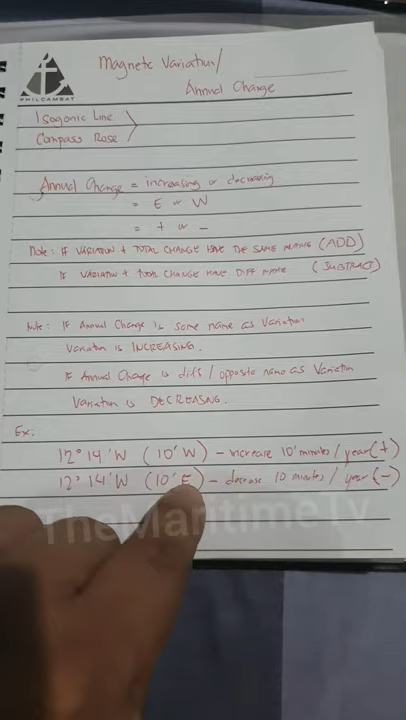 PHILCAMSAT
Magnetic Variation/
Annual Change
Isogonic Line
Compass Rose
Annual Change = increasing or decreasing
= E or W
= + or -
Note: IF VARIATION & TOTAL CHANGE HAVE THE SAME NAMES (ADD)
IF VARIATION & TOTAL CHANGE HAVE DIFF NAME (SUBTRACT)
Note: IF Annual Change is same name as Variation
Variation is INCREASING.
IF Annual Change is diff / opposite name as Variation
Variation is DECREASING.
Ex.
12° 14' W (10' W) - increase 10' minutes / year (+)
12° 14' W (10' E) - decrease 10 minutes / year (-)
TheMaritimeTv